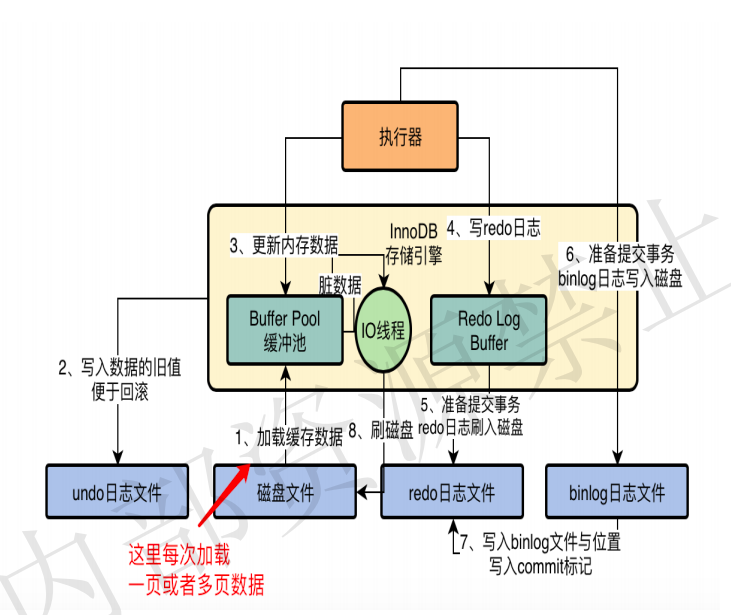 执行器
InnoDB
存储引擎
3、更新内存数据
4、写redo日志
6、准备提交事务
binlog日志写入磁盘
脏数据
Buffer Pool
缓冲池
IO线程
Redo Log
Buffer
2、写入数据的旧值
便于回滚
5、准备提交事务
redo日志刷入磁盘
1、加载缓存数据
8、刷磁盘
undo日志文件
磁盘文件
redo日志文件
binlog日志文件
7、写入binlog文件与位置
写入commit标记
这里每次加载
一页或者多页数据
内部资源禁止